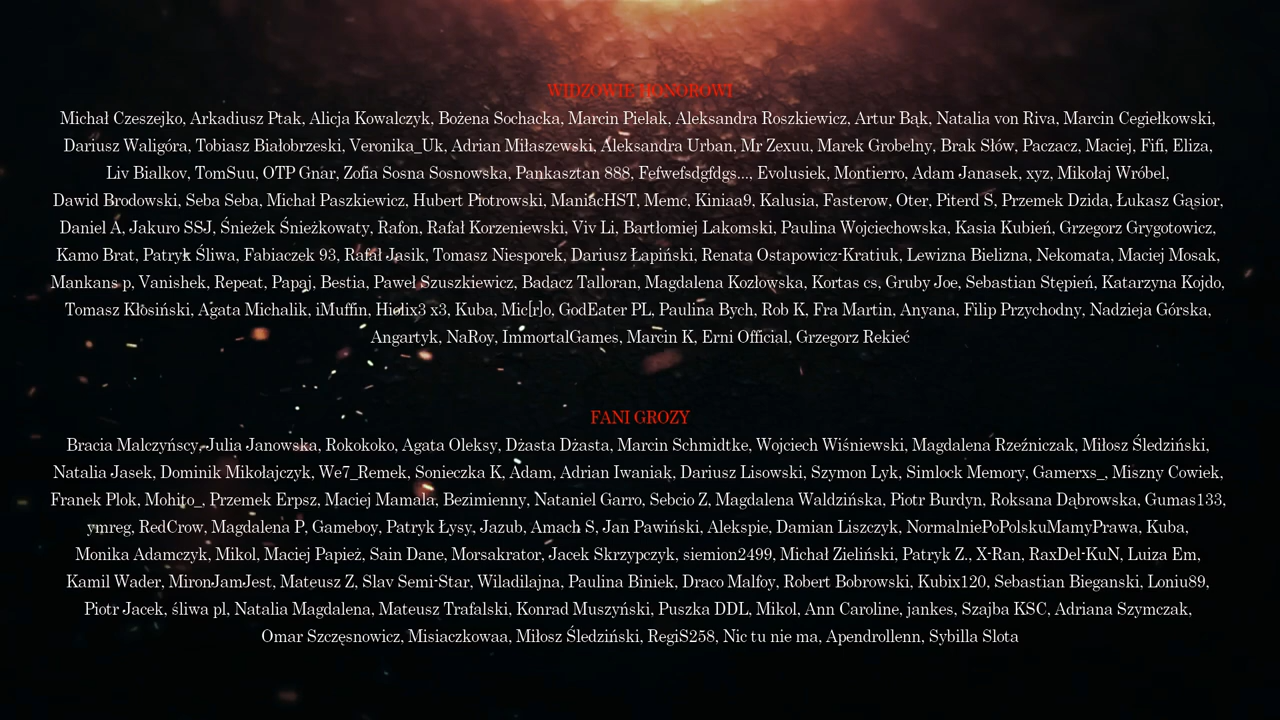 WIDZOWIE HONOROWI
Michał Czeszejko, Arkadiusz Ptak, Alicja Kowalczyk, Bożena Sochacka, Marcin Pielak, Aleksandra Roszkiewicz, Artur Bąk, Natalia von Riva, Marcin Cegiełkowski,
Dariusz Waligóra, Tobiasz Białobrzeski, Veronika_Uk, Adrian Miłaszewski, Aleksandra Urban, Mr Zexuu, Marek Grobelny, Brak Słów, Paczacz, Maciej, Fifi, Eliza,
Liv Bialkov, TomSuu, OTP Gnar, Zofia Sosna Sosnowska, Pankasztan 888, Fefwefsdgfdgs..., Evolusiek, Montierro, Adam Janasek, xyz, Mikołaj Wróbel,
Dawid Brodowski, Seba Seba, Michał Paszkiewicz, Hubert Piotrowski, ManiacHST, Memc, Kiniaa9, Kalusia, Fasterow, Oter, Piterd S, Przemek Dzida, Łukasz Gąsior,
Daniel A, Jakuro SSJ, Śnieżek Śnieżkowaty, Rafon, Rafał Korzeniewski, Viv Li, Bartłomiej Lakomski, Paulina Wojciechowska, Kasia Kubień, Grzegorz Grygotowicz,
Kamo Brat, Patryk Śliwa, Fabiaczek 93, Rafał Jasik, Tomasz Niesporek, Dariusz Łapiński, Renata Ostapowicz-Kratiuk, Lewizna Bielizna, Nekomata, Maciej Mosak,
Mankans p, Vanishek, Repeat, Papaj, Bestia, Paweł Szuszkiewicz, Badacz Talloran, Magdalena Kozlowska, Kortas cs, Gruby Joe, Sebastian Stępień, Katarzyna Kojdo,
Tomasz Kłosiński, Agata Michalik, iMuffin, Hiolix3 x3, Kuba, Mic[r]o, GodEater PL, Paulina Bych, Rob K, Fra Martin, Anyana, Filip Przychodny, Nadzieja Górska,
Angartyk, NaRoy, ImmortalGames, Marcin K, Erni Official, Grzegorz Rekieć
FANI GROZY
Bracia Malczyńscy, Julia Janowska, Rokokoko, Agata Oleksy, Dżasta Dżasta, Marcin Schmidtke, Wojciech Wiśniewski, Magdalena Rzeźniczak, Miłosz Śledziński,
Natalia Jasek, Dominik Mikołajczyk, We7_Remek, Sonieczka K, Adam, Adrian Iwaniak, Dariusz Lisowski, Szymon Lyk, Simlock Memory, Gamerxs_, Miszny Cowiek,
Franek Plok, Mohito_, Przemek Erpsz, Maciej Mamala, Bezimienny, Nataniel Garro, Sebcio Z, Magdalena Waldzińska, Piotr Burdyn, Roksana Dąbrowska, Gumas133,
ymreg, RedCrow, Magdalena P, Gameboy, Patryk Łysy, Jazub, Amach S, Jan Pawiński, Alekspie, Damian Liszczyk, NormalniePoPolskuMamyPrawa, Kuba,
Monika Adamczyk, Mikol, Maciej Papież, Sain Dane, Morsakrator, Jacek Skrzypczyk, siemion2499, Michał Zieliński, Patryk Z., X-Ran, RaxDel-KuN, Luiza Em,
Kamil Wader, MironJamJest, Mateusz Z, Slav Semi-Star, Wiladilajna, Paulina Biniek, Draco Malfoy, Robert Bobrowski, Kubix120, Sebastian Bieganski, Loniu89,
Piotr Jacek, śliwa pl, Natalia Magdalena, Mateusz Trafalski, Konrad Muszyński, Puszka DDL, Mikol, Ann Caroline, jankes, Szajba KSC, Adriana Szymczak,
Omar Szczęsnowicz, Misiaczkowaa, Miłosz Śledziński, RegiS258, Nic tu nie ma, Apendrollenn, Sybilla Slota